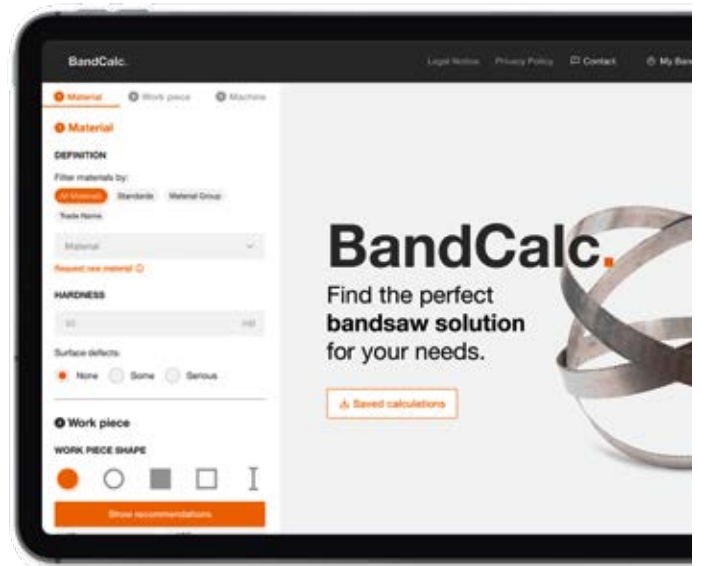 BandCalc.
Legal Notice Privacy Policy Contact
Material Work piece Machine
Material
DEFINITION
Filter materials by:
All Materials Standards Material Group
Trade Name
Material
Request new material
HARDNESS
HB
Surface defects:
None Some Serious
Work piece
WORK PIECE SHAPE
Show recommendations
BandCalc.
Find the perfect
bandsaw solution
for your needs.
Saved calculations